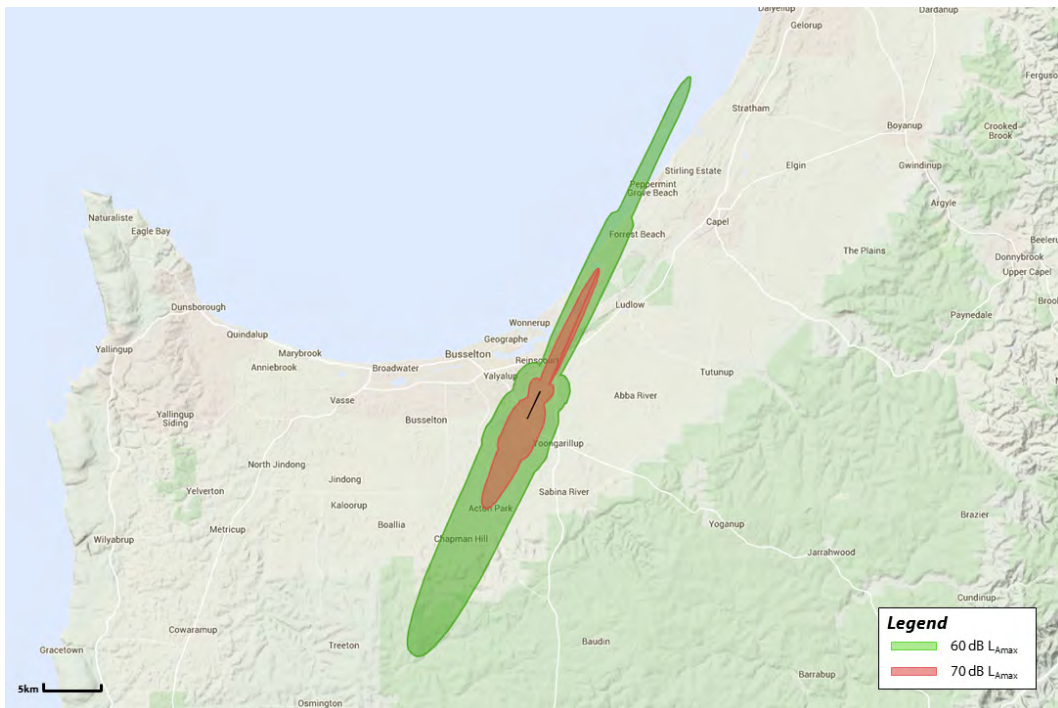 Dalyellup
Dardanup
Gelorup
Stratham
Boyanup
Crooked
Brook
Elgin
Gwindinup
Stirling Estate
Peppermint
Grove Beach
Argyle
Naturaliste
Eagle Bay
Capel
Forrest Beach
The Plains
Donnybrook
Upper Capel
Dunsborough
Ludlow
Paynedale
Wonnerup
Quindalup
Geographe
Yallingup
Marybrook
Busselton
Reinscourt
Anniebrook
Broadwater
Yalyalup
Tutunup
Vasse
Abba River
Yallingup
Siding
Busselton
Yoongarillup
North Jindong
Jindong
Yelverton
Sabina River
Kaloorup
Acton Park
Boallia
Yoganup
Brazier
Metricup
Wilyabrup
Chapman Hill
Jarrahwood
Cundinup
Cowaramup
Baudin
Treeton
Gracetown
Barrabup
Osmington
5km
Legend
60 dB LAmax
70 dB LAmax